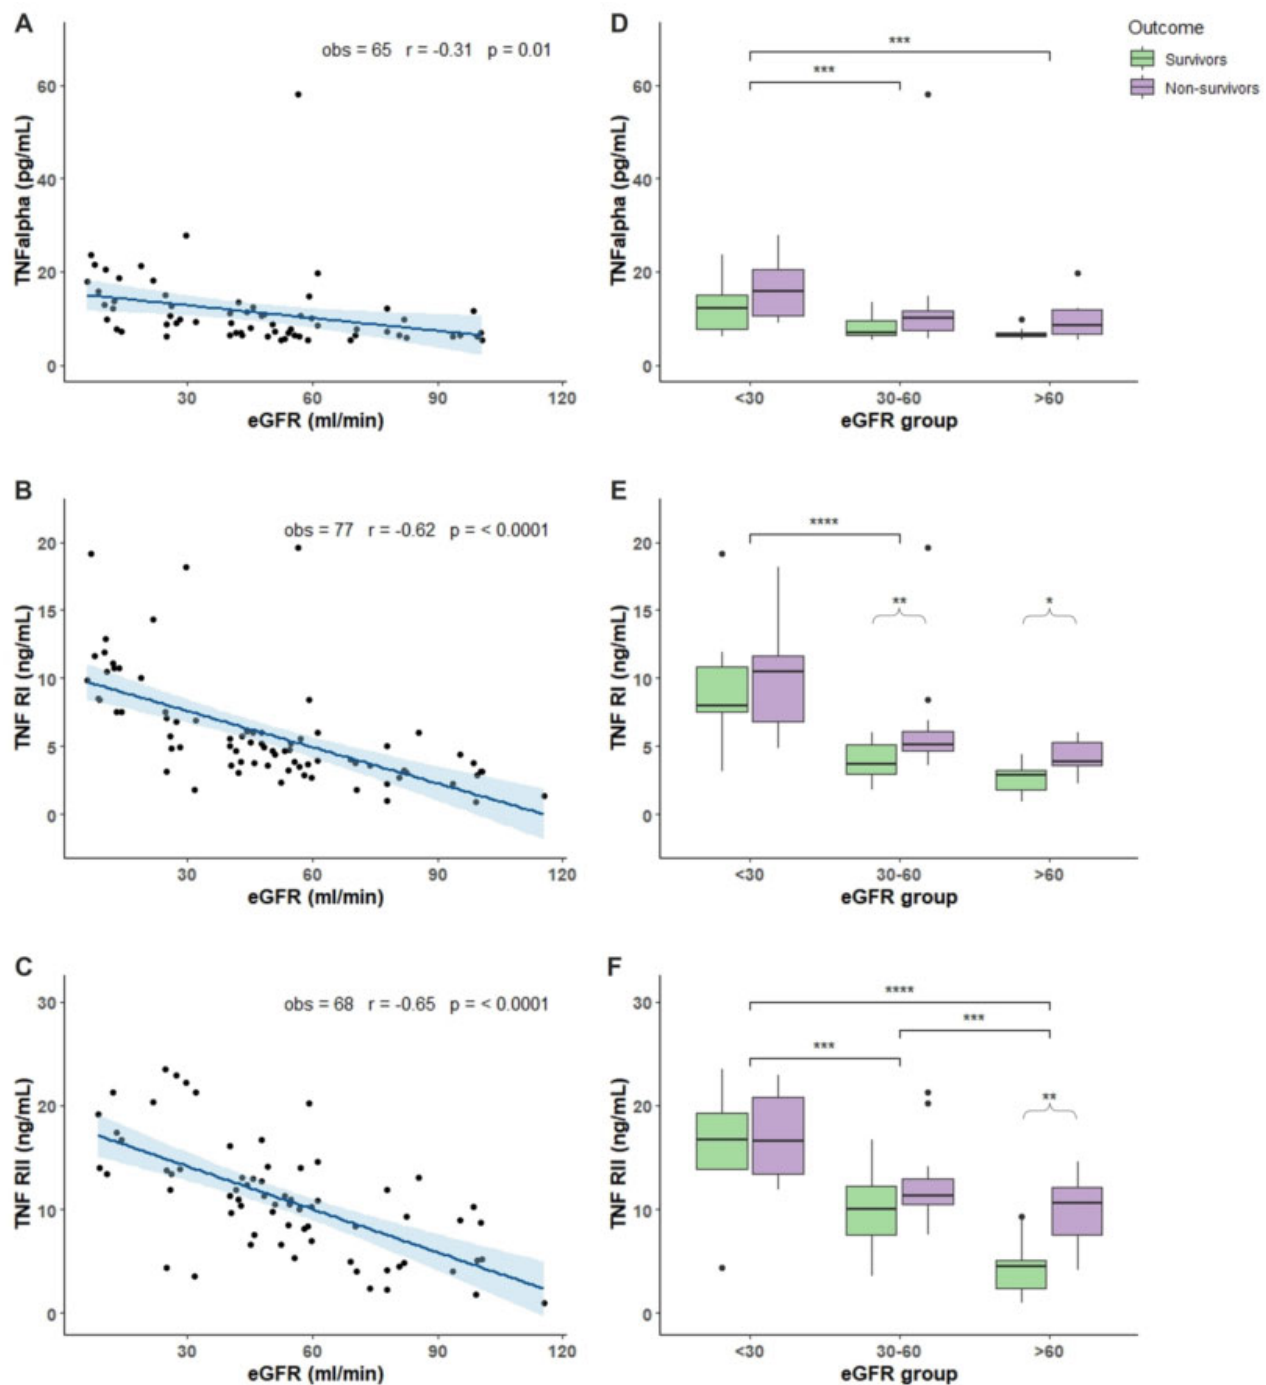 A
obs = 65 r = -0.31 p = 0.01
TNFalpha (pg/mL)
60
40
20
0
30 60 90 120
eGFR (ml/min)
D
Outcome
Survivors
Non-survivors
***
***
TNFalpha (pg/mL)
60
40
20
0
<30 30-60 >60
eGFR group
B
obs = 77 r = -0.62 p = < 0.0001
TNF RI (ng/mL)
20
15
10
5
0
30 60 90 120
eGFR (ml/min)
E
****
**
*
TNF RI (ng/mL)
20
15
10
5
0
<30 30-60 >60
eGFR group
C
obs = 68 r = -0.65 p = < 0.0001
TNF RII (ng/mL)
30
20
10
0
30 60 90 120
eGFR (ml/min)
F
****
***
***
**
TNF RII (ng/mL)
30
20
10
0
<30 30-60 >60
eGFR group